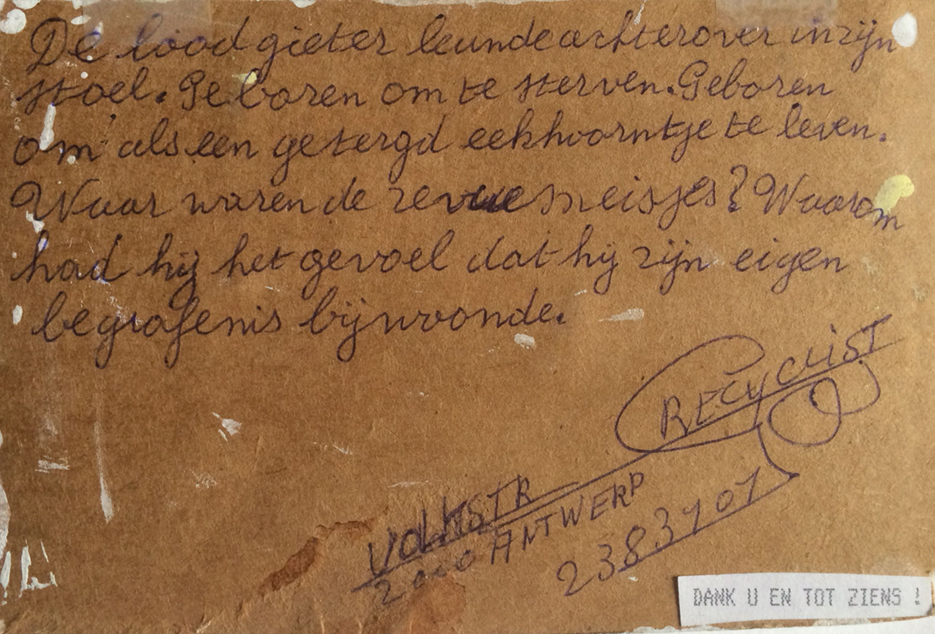 De loodgieter leunde achterover in zijn
stoel. Geboren om te sterven. Geboren
om als een getergd eekhoorntje te leven.
Waar waren de revue meisjes? Waarom
had hij het gevoel dat hij zijn eigen
begrafenis bijwoonde.
RECYCLIST
VOLKSTR
2000 ANTWERP
2383707
DANK U EN TOT ZIENS !